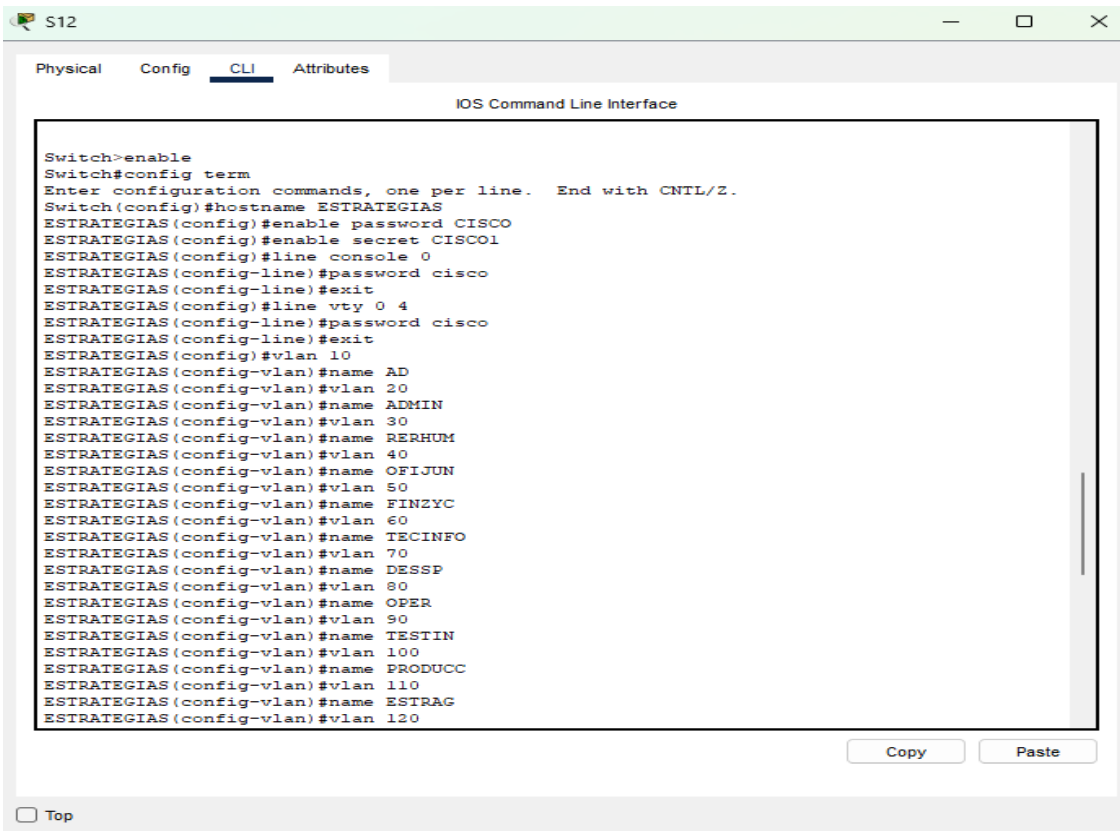 S12
Physical Config CLI Attributes
IOS Command Line Interface
Switch>enable
Switch#config term
Enter configuration commands, one per line. End with CNTL/Z.
Switch(config)#hostname ESTRATEGIAS
ESTRATEGIAS(config)#enable password CISCO
ESTRATEGIAS(config)#enable secret CISCO1
ESTRATEGIAS(config)#line console 0
ESTRATEGIAS(config-line)#password cisco
ESTRATEGIAS(config-line)#exit
ESTRATEGIAS(config)#line vty 0 4
ESTRATEGIAS(config-line)#password cisco
ESTRATEGIAS(config-line)#exit
ESTRATEGIAS(config)#vlan 10
ESTRATEGIAS(config-vlan)#name AD
ESTRATEGIAS(config-vlan)#vlan 20
ESTRATEGIAS(config-vlan)#name ADMIN
ESTRATEGIAS(config-vlan)#vlan 30
ESTRATEGIAS(config-vlan)#name RERHUM
ESTRATEGIAS(config-vlan)#vlan 40
ESTRATEGIAS(config-vlan)#name OFIJUN
ESTRATEGIAS(config-vlan)#vlan 50
ESTRATEGIAS(config-vlan)#name FINZYC
ESTRATEGIAS(config-vlan)#vlan 60
ESTRATEGIAS(config-vlan)#name TECINFO
ESTRATEGIAS(config-vlan)#vlan 70
ESTRATEGIAS(config-vlan)#name DESSP
ESTRATEGIAS(config-vlan)#vlan 80
ESTRATEGIAS(config-vlan)#name OPER
ESTRATEGIAS(config-vlan)#vlan 90
ESTRATEGIAS(config-vlan)#name TESTIN
ESTRATEGIAS(config-vlan)#vlan 100
ESTRATEGIAS(config-vlan)#name PRODUCC
ESTRATEGIAS(config-vlan)#vlan 110
ESTRATEGIAS(config-vlan)#name ESTRAG
ESTRATEGIAS(config-vlan)#vlan 120
Copy Paste
Top